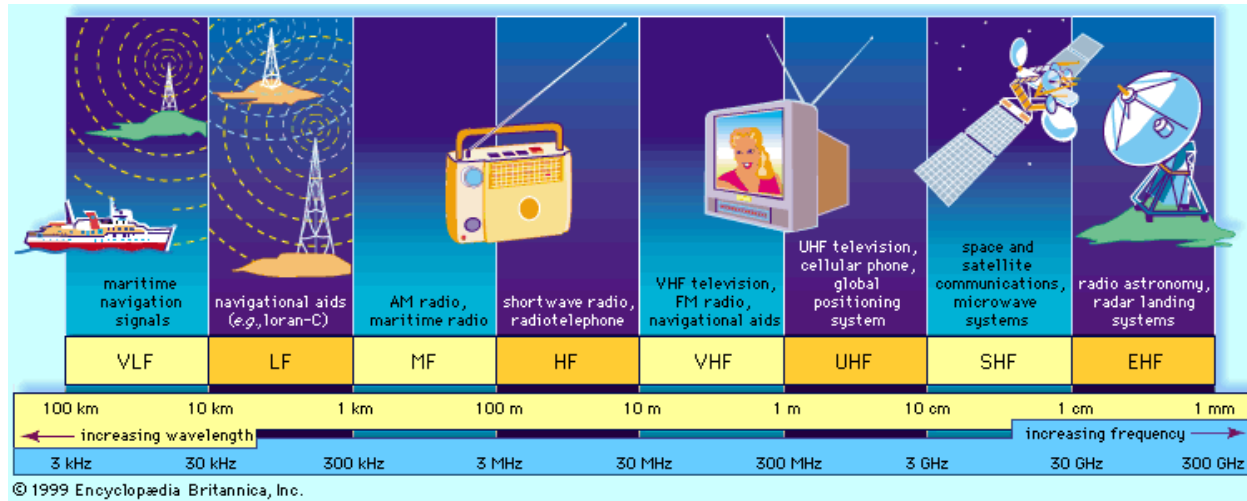 maritime
navigation
signals
navigational aids
(e.g., loran-C)
AM radio,
maritime radio
shortwave radio,
radiotelephone
VHF television,
FM radio,
navigational aids
UHF television,
cellular phone,
global
positioning
system
space and
satellite
communications,
microwave
systems
radio astronomy,
radar landing
systems
VLF LF MF HF VHF UHF SHF EHF
100 km 10 km 1 km 100 m 10 m 1 m 10 cm 1 cm 1 mm
increasing wavelength increasing frequency
3 kHz 30 kHz 300 kHz 3 MHz 30 MHz 300 MHz 3 GHz 30 GHz 300 GHz
© 1999 Encyclopædia Britannica, Inc.